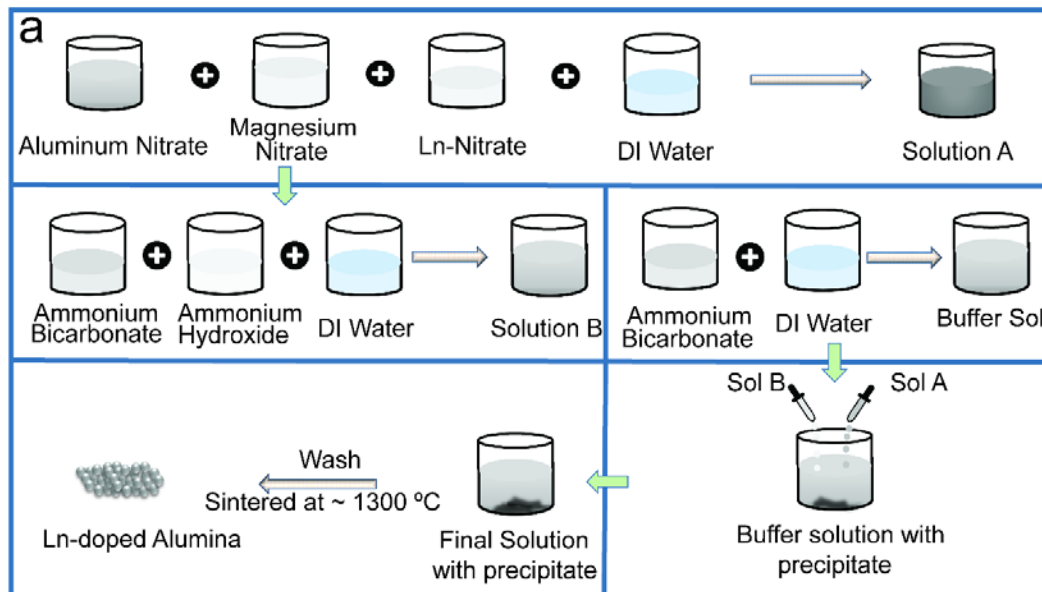 a
Aluminum Nitrate
Magnesium
Nitrate
Ln-Nitrate
DI Water
Solution A
Ammonium
Bicarbonate
Ammonium
Hydroxide
DI Water
Solution B
Ammonium
Bicarbonate
DI Water
Buffer Sol
Sol B
Sol A
Buffer solution with
precipitate
Final Solution
with precipitate
Wash
Sintered at ~ 1300 ºC
Ln-doped Alumina